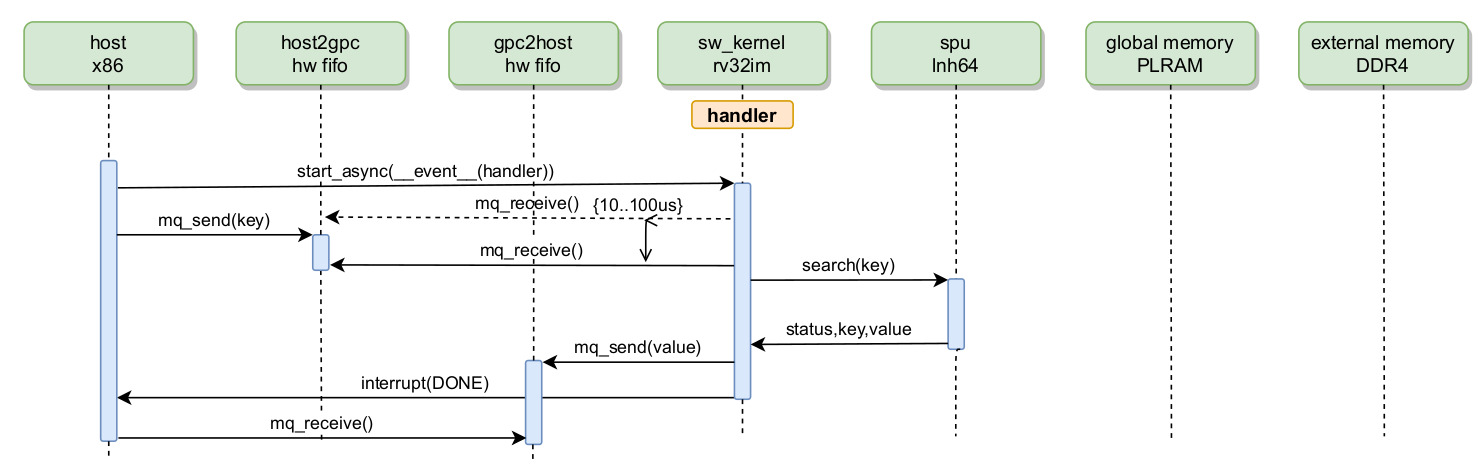 host
x86
host2gpc
hw fifo
gpc2host
hw fifo
sw_kernel
rv32im
spu
lnh64
global memory
PLRAM
external memory
DDR4
handler
start_async(__event__(handler))
mq_receive()
{10..100us}
mq_send(key)
mq_receive()
search(key)
status,key,value
mq_send(value)
interrupt(DONE)
mq_receive()